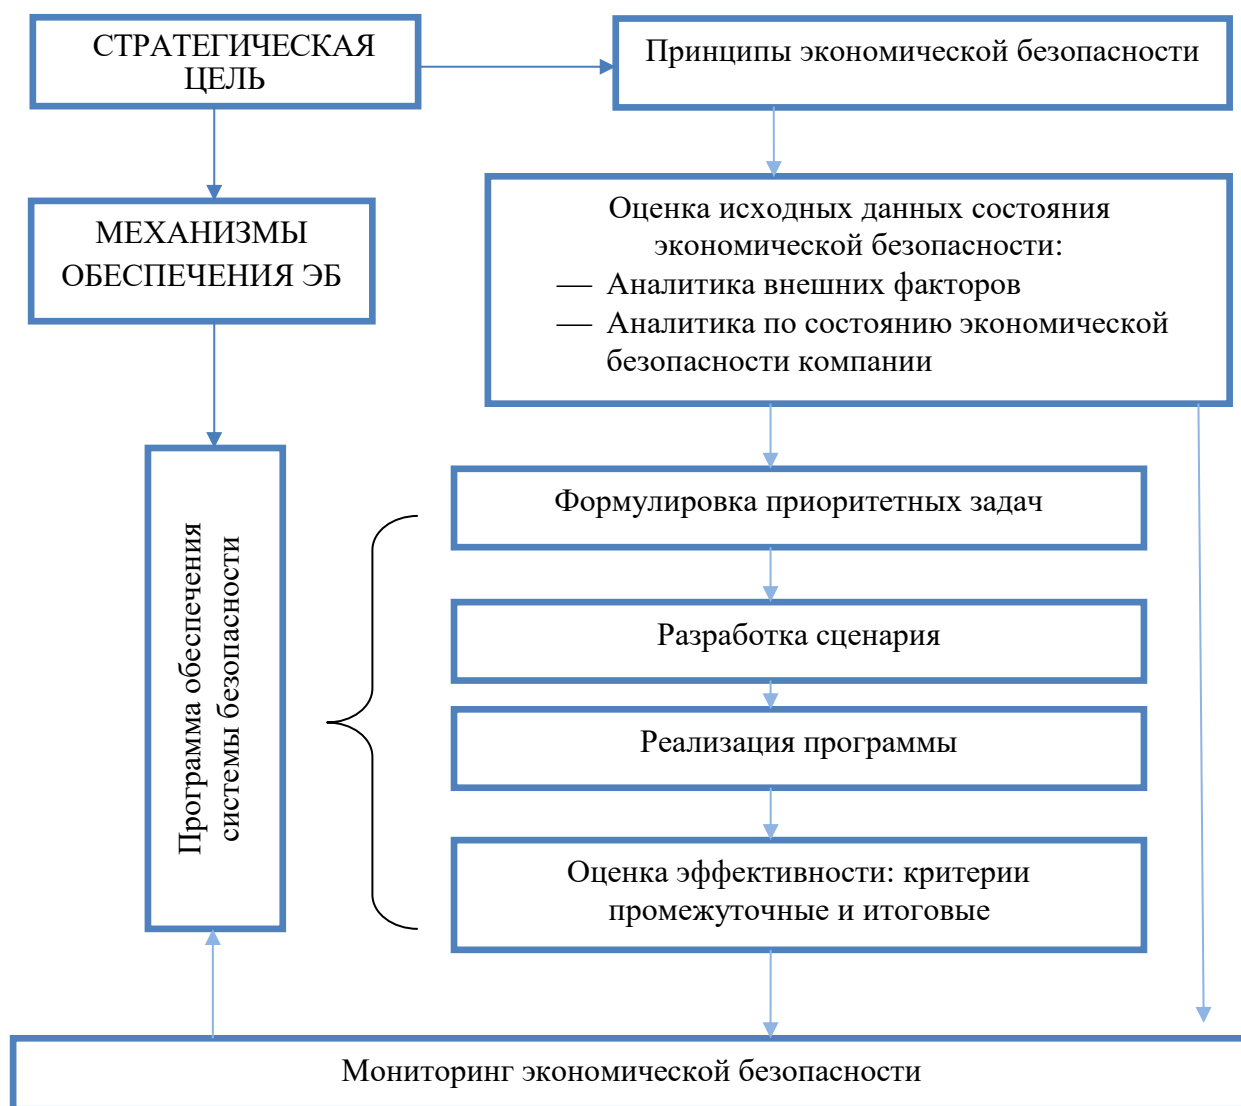 СТРАТЕГИЧЕСКАЯ
ЦЕЛЬ
Принципы экономической безопасности
МЕХАНИЗМЫ
ОБЕСПЕЧЕНИЯ ЭБ
Оценка исходных данных состояния
экономической безопасности:
— Аналитика внешних факторов
— Аналитика по состоянию экономической
безопасности компании
Программа обеспечения
системы безопасности
Формулировка приоритетных задач
Разработка сценария
Реализация программы
Оценка эффективности: критерии
промежуточные и итоговые
Мониторинг экономической безопасности